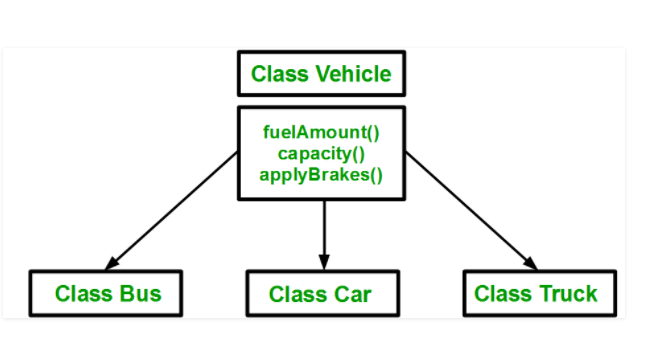 Class Vehicle
fuelAmount()
capacity()
applyBrakes()
Class Bus
Class Car
Class Truck